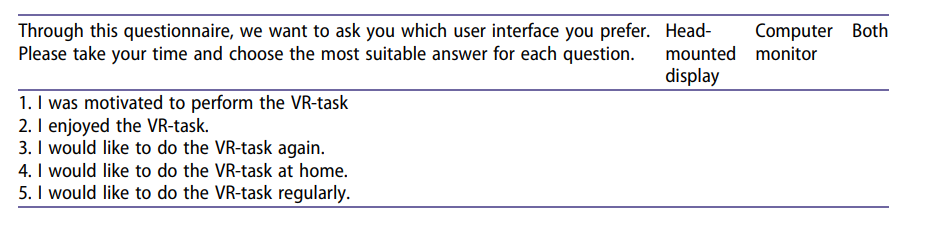 Through this questionnaire, we want to ask you which user interface you prefer. Head- Computer Both
Please take your time and choose the most suitable answer for each question. mounted monitor
display
1. I was motivated to perform the VR-task
2. I enjoyed the VR-task.
3. I would like to do the VR-task again.
4. I would like to do the VR-task at home.
5. I would like to do the VR-task regularly.